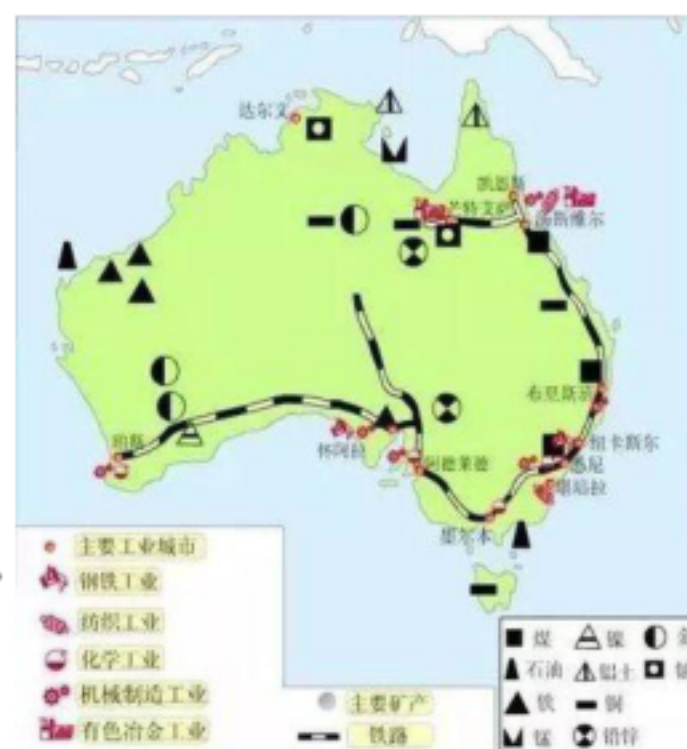 达尔文
凯恩斯
芒特艾萨
汤斯维尔
布里斯班
纽卡斯尔
悉尼
堪培拉
怀阿拉
阿德莱德
珀斯
墨尔本
主要工业城市
钢铁工业
纺织工业
化学工业
机械制造工业
有色冶金工业
主要矿产
铁路
煤 镍 金
石油 铝土
铁 铜
锰 铅锌